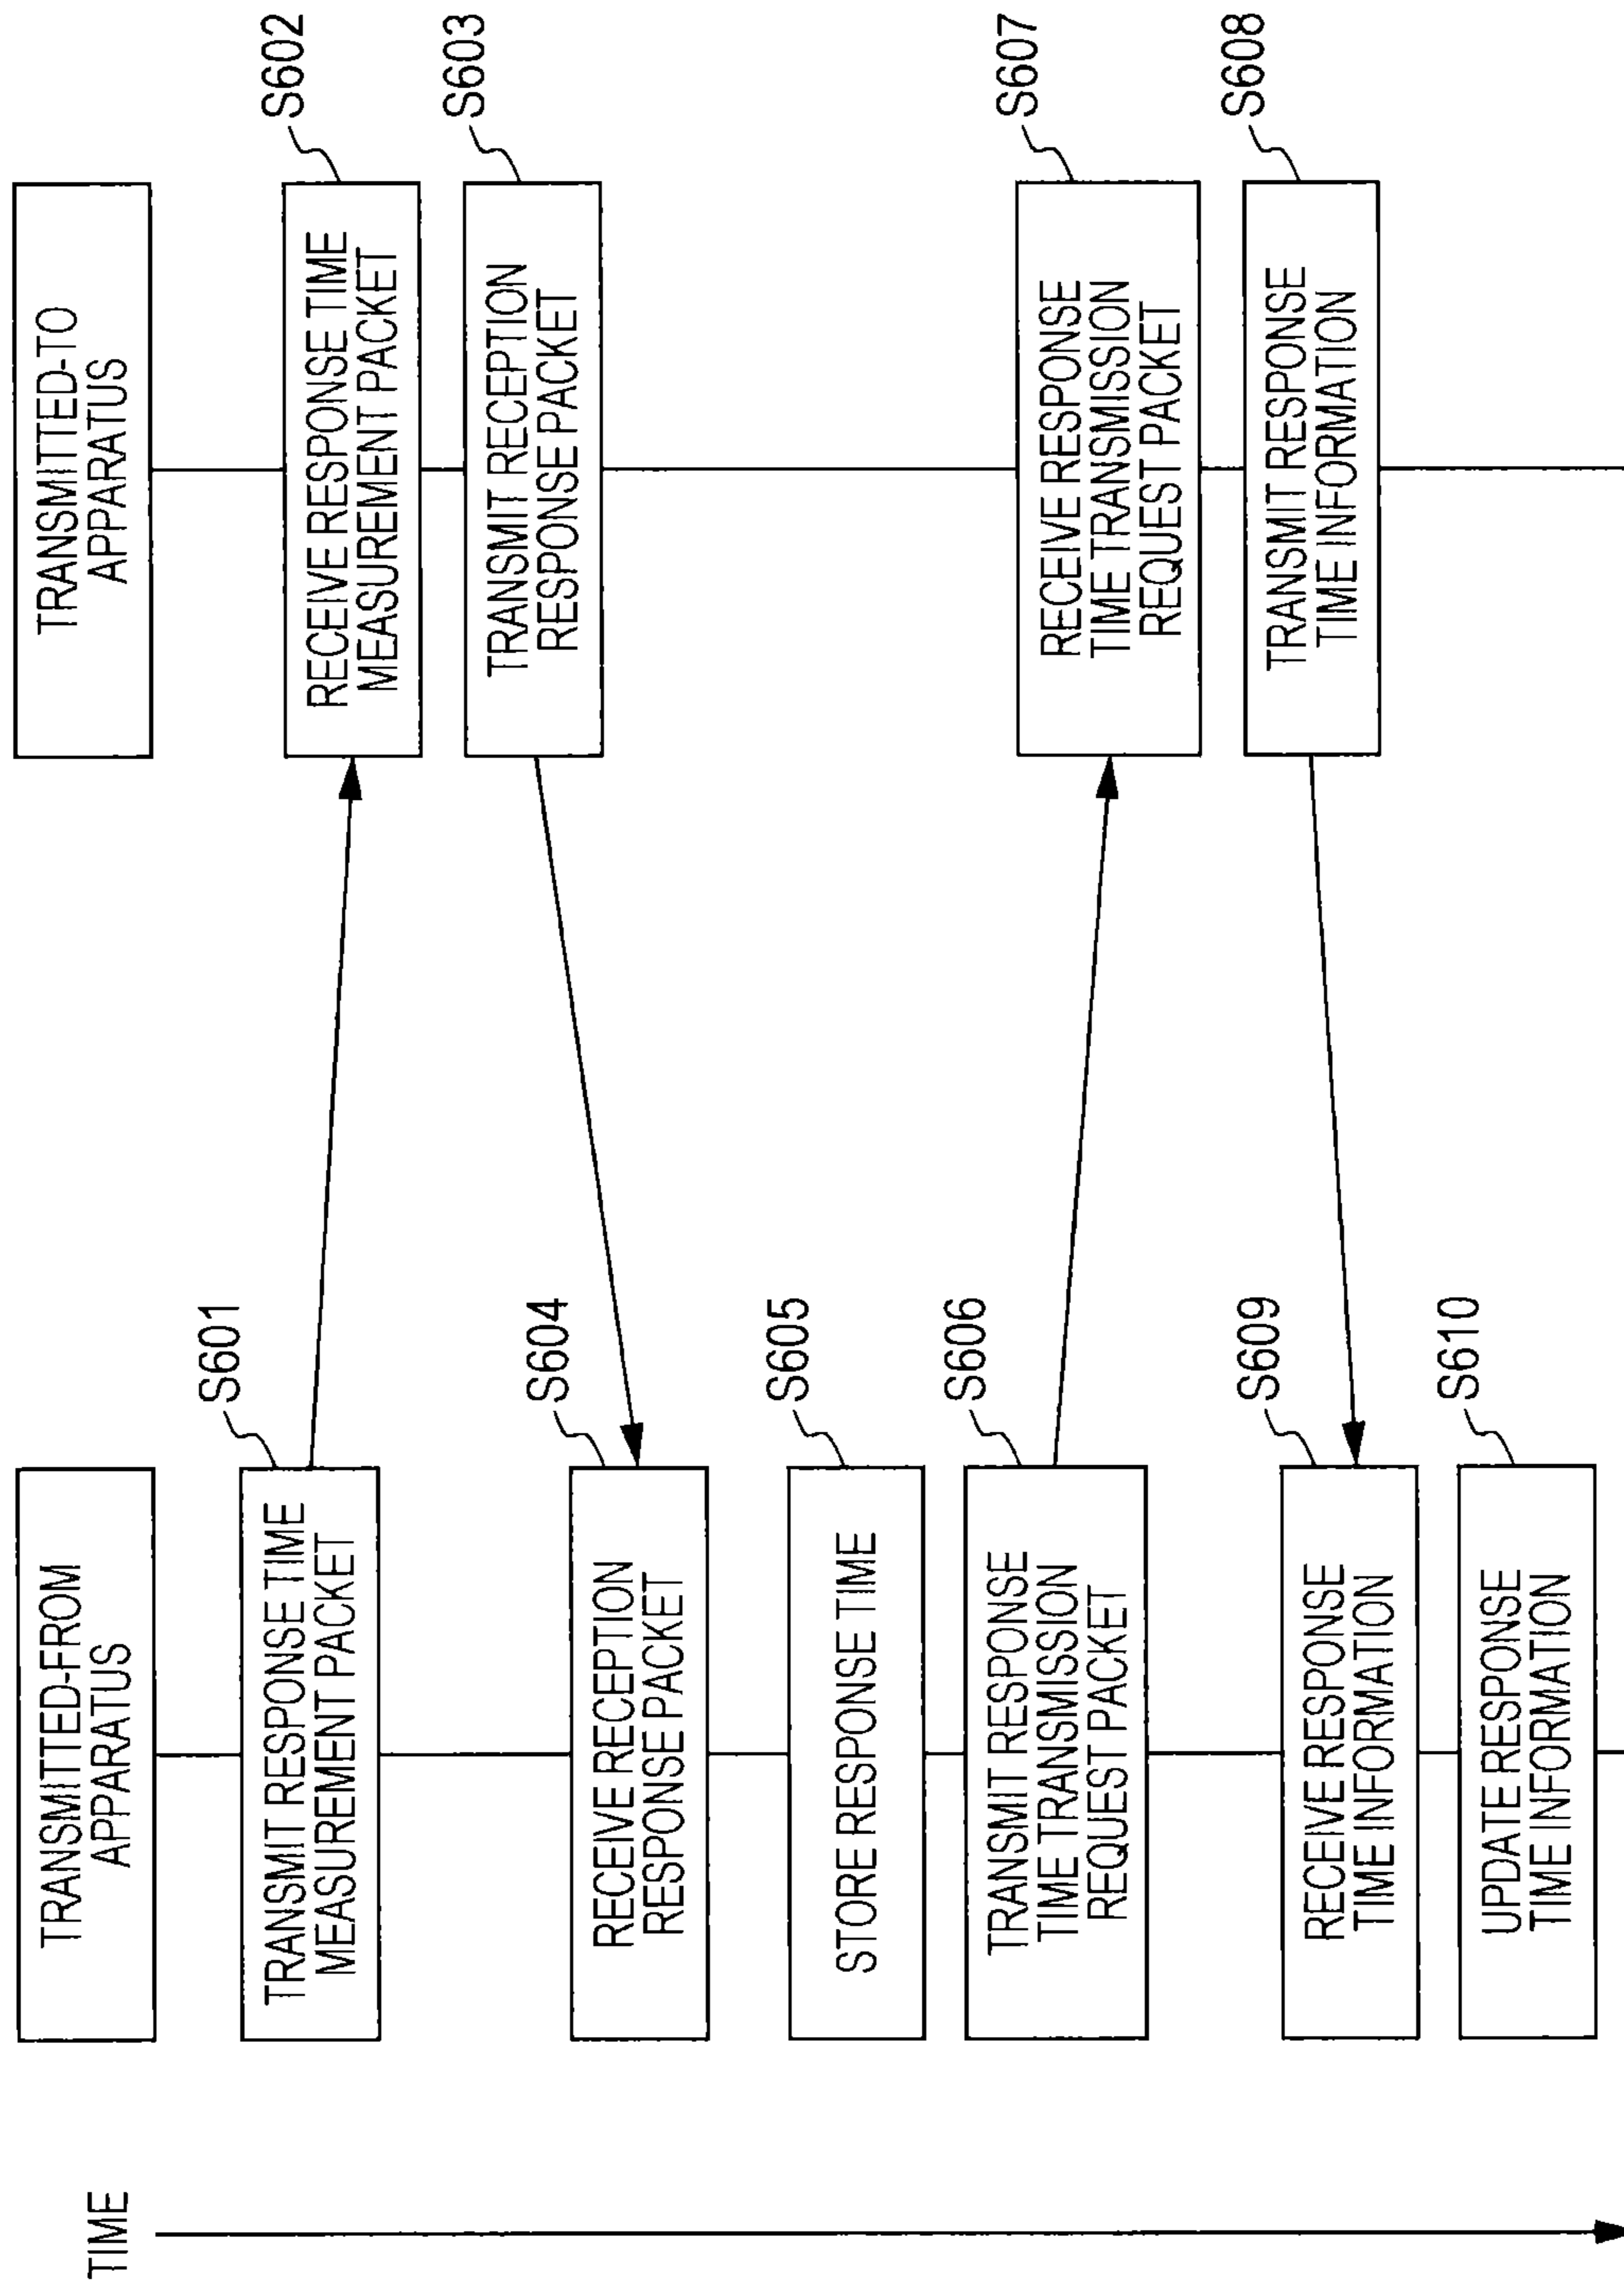 TIME
TRANSMITTED-FROM
APPARATUS
TRANSMITTED-TO
APPARATUS
S601
TRANSMIT RESPONSE TIME
MEASUREMENT PACKET
S602
RECEIVE RESPONSE TIME
MEASUREMENT PACKET
S603
TRANSMIT RECEPTION
RESPONSE PACKET
S604
RECEIVE RECEPTION
RESPONSE PACKET
S605
STORE RESPONSE TIME
S606
TRANSMIT RESPONSE
TIME TRANSMISSION
REQUEST PACKET
S607
RECEIVE RESPONSE
TIME TRANSMISSION
REQUEST PACKET
S608
TRANSMIT RESPONSE
TIME INFORMATION
S609
RECEIVE RESPONSE
TIME INFORMATION
S610
UPDATE RESPONSE
TIME INFORMATION